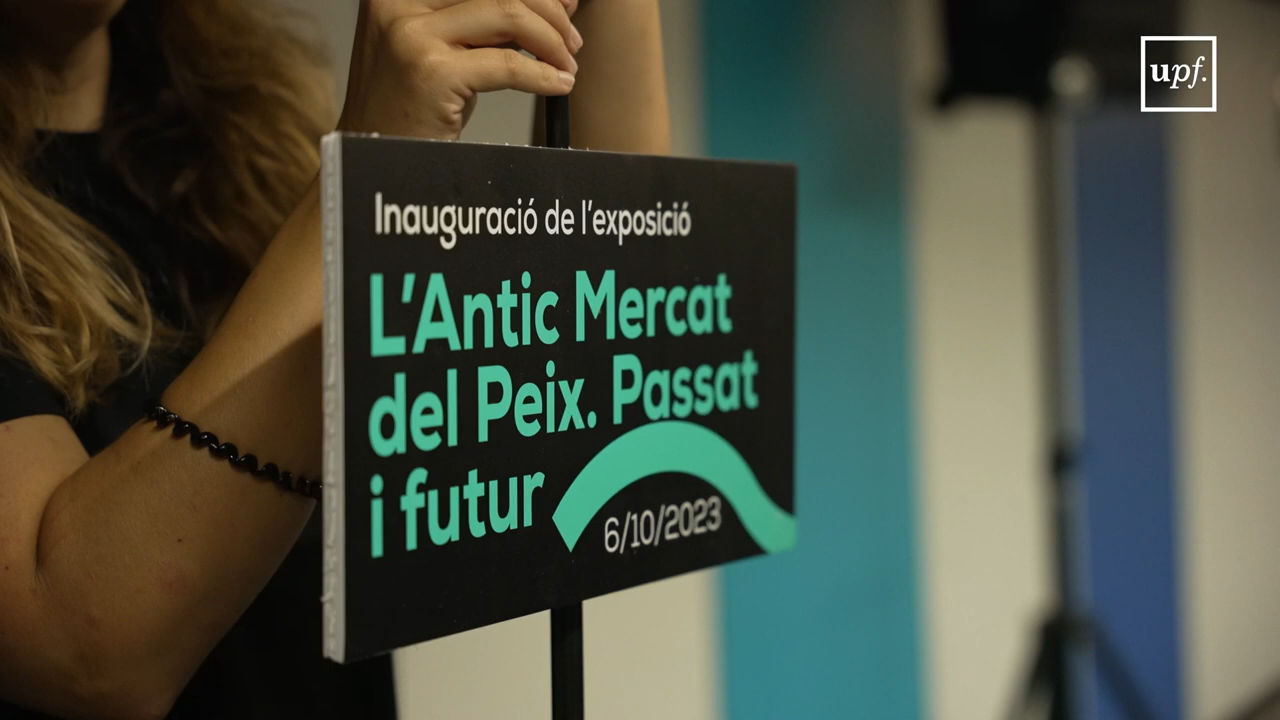 upf.
Inauguració de l'exposició
L'Antic Mercat
del Peix. Passat
i futur
6/10/2023